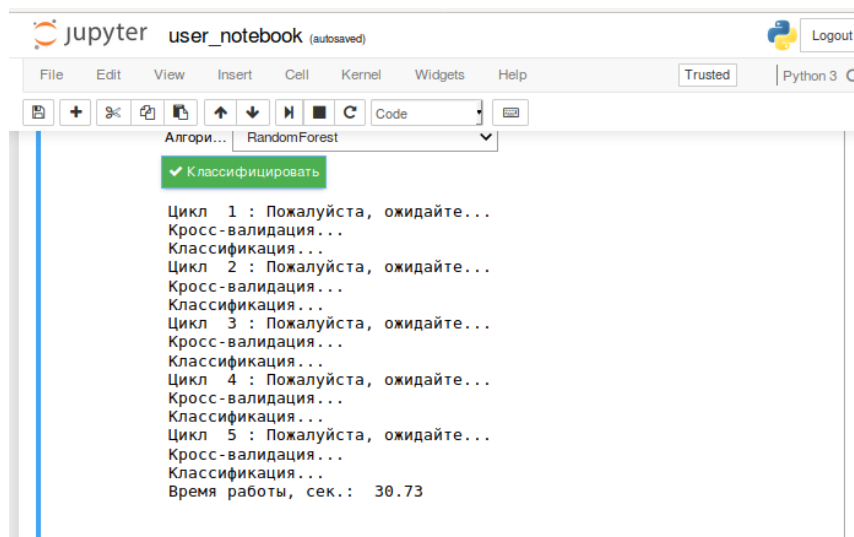 jupyter user_notebook (autosaved) Logout
File Edit View Insert Cell Kernel Widgets Help Trusted Python 3
Code
Алгори... RandomForest
Классифицировать
Цикл 1 : Пожалуйста, ожидайте...
Кросс-валидация...
Классификация...
Цикл 2 : Пожалуйста, ожидайте...
Кросс-валидация...
Классификация...
Цикл 3 : Пожалуйста, ожидайте...
Кросс-валидация...
Классификация...
Цикл 4 : Пожалуйста, ожидайте...
Кросс-валидация...
Классификация...
Цикл 5 : Пожалуйста, ожидайте...
Кросс-валидация...
Классификация...
Время работы, сек.: 30.73